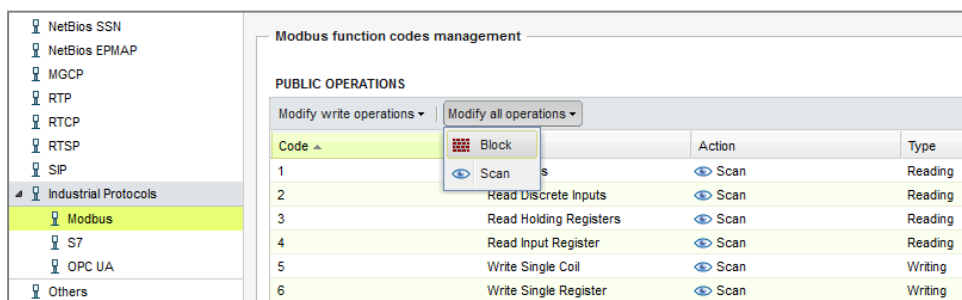 NetBios SSN
NetBios EPMAP
MGCP
RTP
RTCP
RTSP
SIP
Industrial Protocols
Modbus
S7
OPC UA
Others
Modbus function codes management
PUBLIC OPERATIONS
Modify write operations Modify all operations
Code Action Type
Block
Scan
1 s Scan Reading
2 Read Discrete Inputs Scan Reading
3 Read Holding Registers Scan Reading
4 Read Input Register Scan Reading
5 Write Single Coil Scan Writing
6 Write Single Register Scan Writing